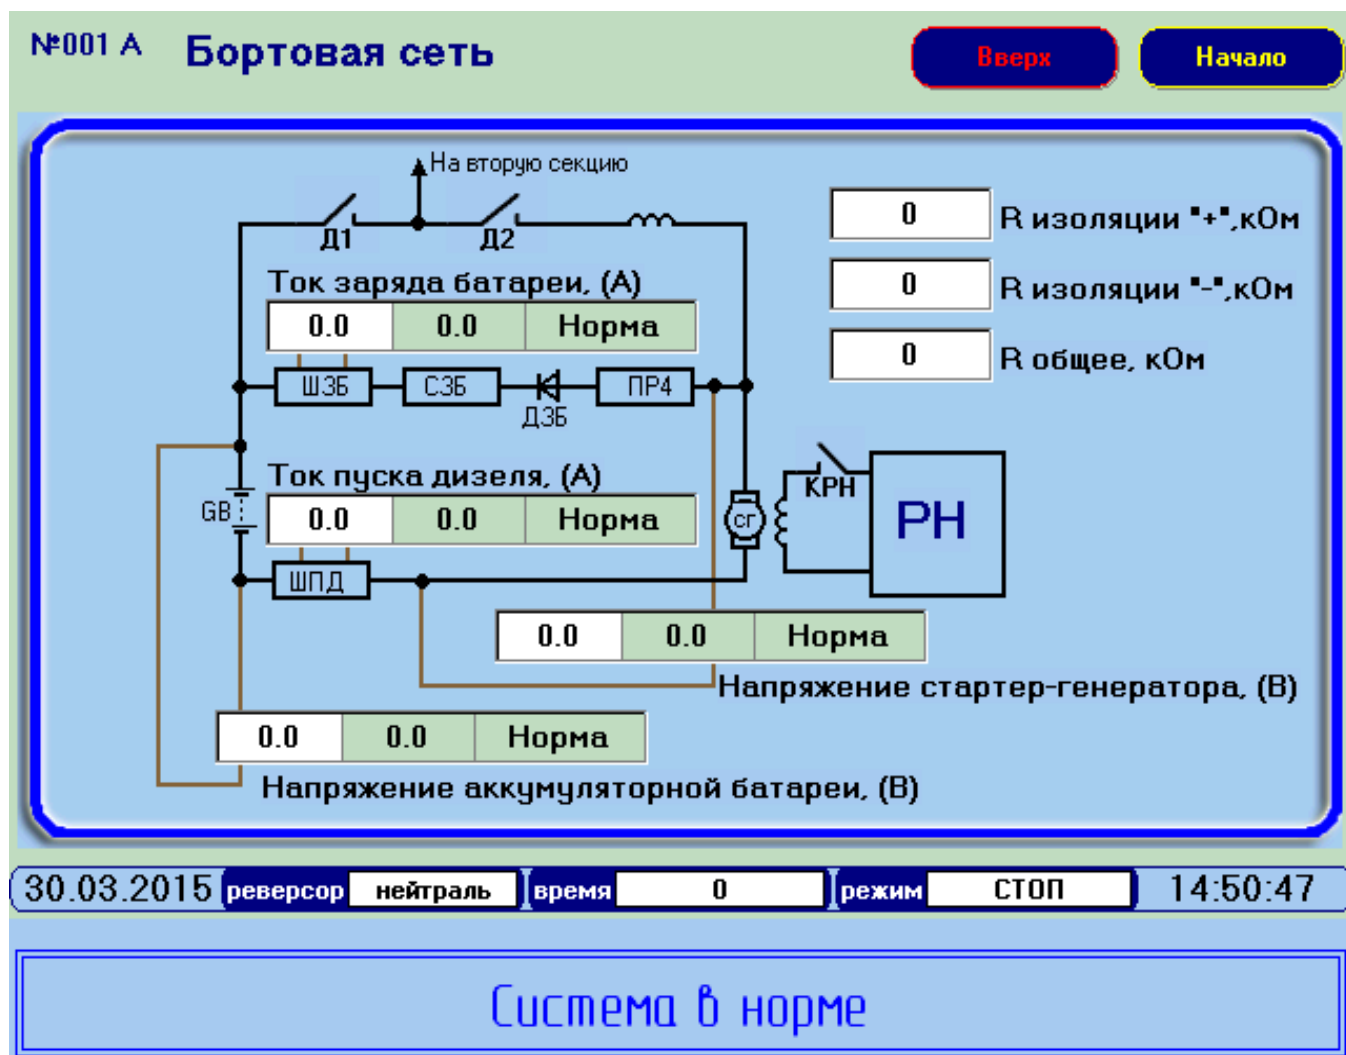 №001 А Бортовая сеть Вверх Начало
На вторую секцию
Д1 Д2
0 R изоляции "+",кОм
Ток заряда батареи, (А)
0 R изоляции "-",кОм
0.0 0.0 Норма
0 R общее, кОм
ШЗБ СЗБ ПР4
ДЗБ
Ток пуска дизеля, (А)
КРН
GB 0.0 0.0 Норма СГ РН
ШПД
0.0 0.0 Норма
Напряжение стартер-генератора, (В)
0.0 0.0 Норма
Напряжение аккумуляторной батареи, (В)
30.03.2015 реверсор нейтраль время 0 режим СТОП 14:50:47
Система в норме